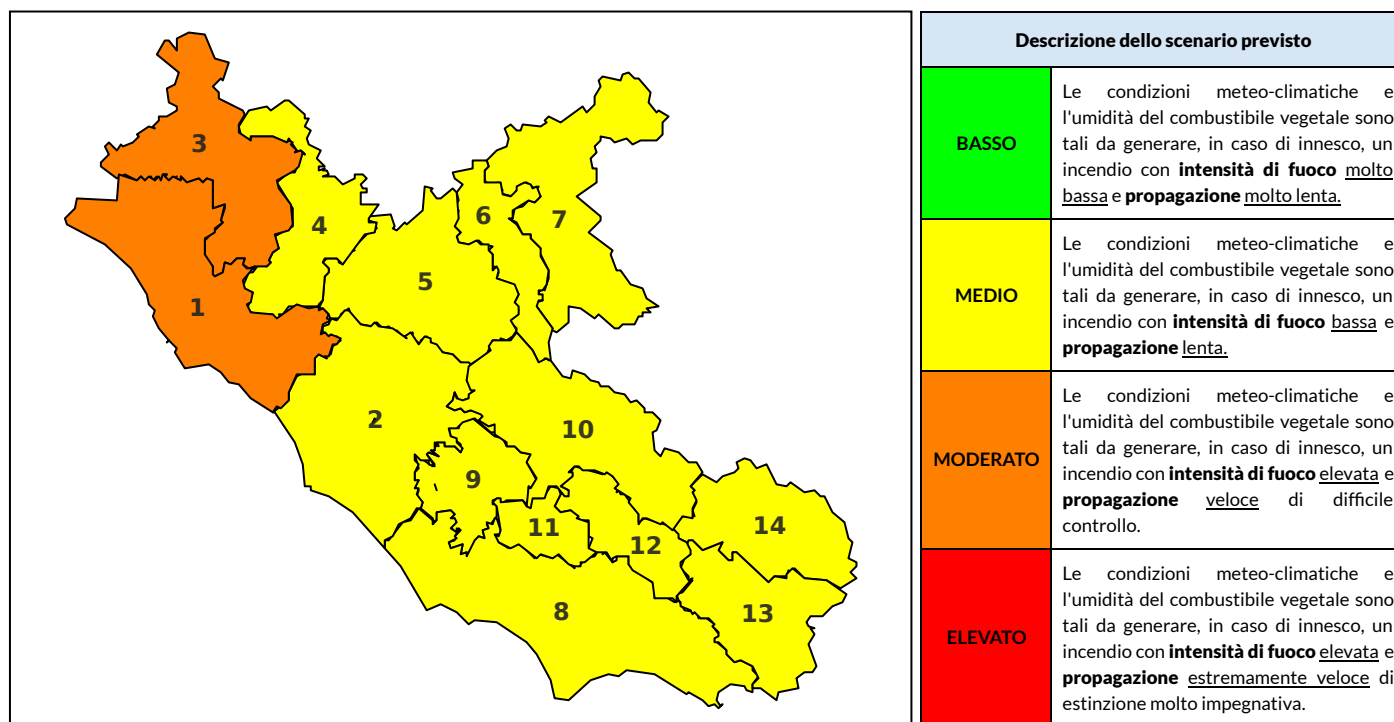 3
4
6
7
5
1
2
10
9
11
12
14
8
13
Descrizione dello scenario previsto
BASSO
Le condizioni meteo-climatiche e
l'umidità del combustibile vegetale sono
tali da generare, in caso di innesco, un
incendio con intensità di fuoco molto
bassa e propagazione molto lenta.
MEDIO
Le condizioni meteo-climatiche e
l'umidità del combustibile vegetale sono
tali da generare, in caso di innesco, un
incendio con intensità di fuoco bassa e
propagazione lenta.
MODERATO
Le condizioni meteo-climatiche e
l'umidità del combustibile vegetale sono
tali da generare, in caso di innesco, un
incendio con intensità di fuoco elevata e
propagazione veloce di difficile
controllo.
ELEVATO
Le condizioni meteo-climatiche e
l'umidità del combustibile vegetale sono
tali da generare, in caso di innesco, un
incendio con intensità di fuoco elevata e
propagazione estremamente veloce di
estinzione molto impegnativa.